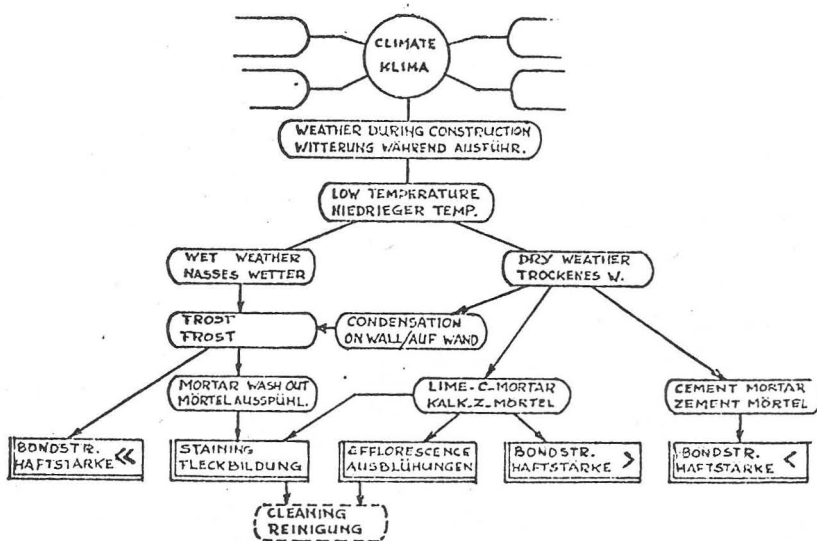 CLIMATE
KLIMA
WEATHER DURING CONSTRUCTION
WITTERUNG WÄHREND AUSFÜHR.
LOW TEMPERATURE
NIEDRIEGER TEMP.
WET WEATHER
NASSES WETTER
DRY WEATHER
TROCKENES W.
FROST
FROST
CONDENSATION
ON WALL/AUF WAND
MORTAR WASH OUT
MÖRTEL AUSSPÜHL.
LIME-C-MORTAR
KALK-Z-MÖRTEL
CEMENT MORTAR
ZEMENT MÖRTEL
BONDSTR.
HAFTSTÄRKE <<
STAINING
FLECKBILDUNG
EFFLORESCENCE
AUSBLÜHUNGEN
BONDSTR.
HAFTSTÄRKE >
BONDSTR.
HAFTSTÄRKE <
CLEANING
REINIGUNG